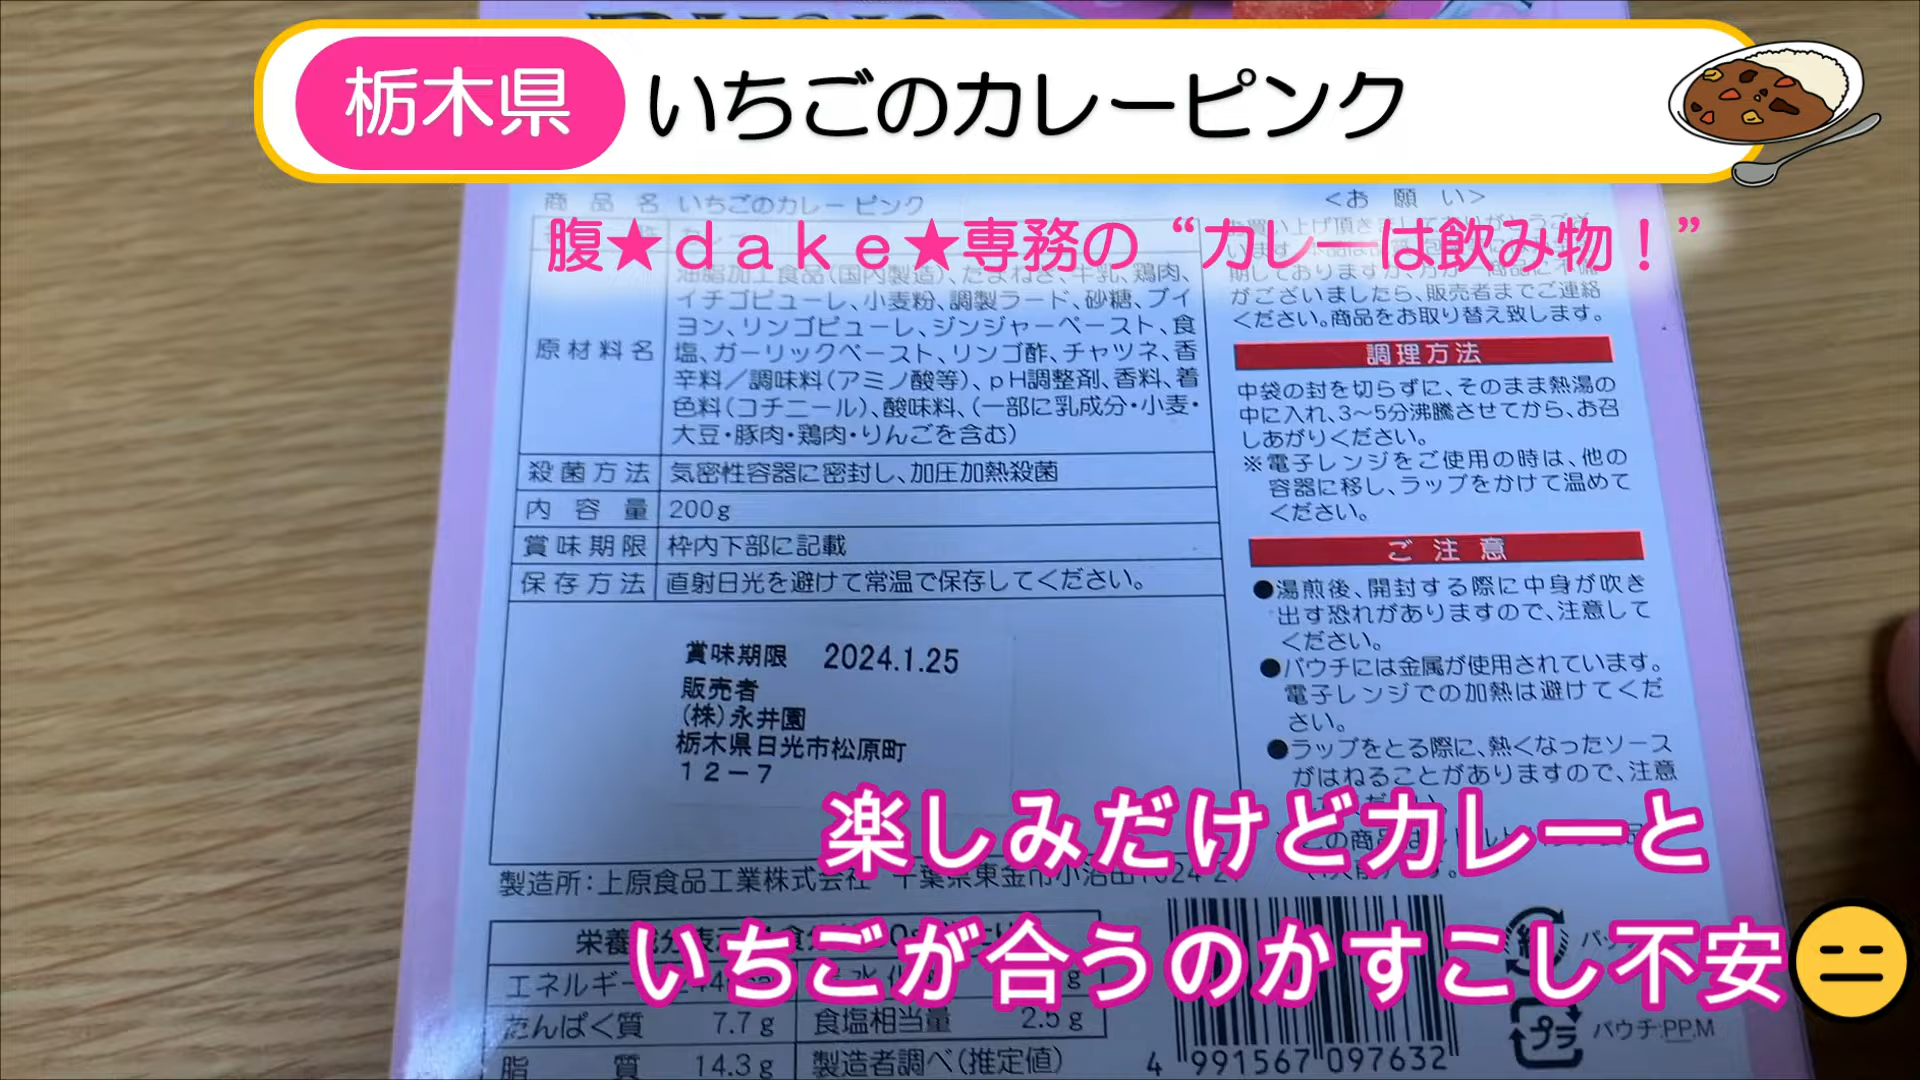 栃木県 いちごのカレーピンク
腹★dake★専務の“カレーは飲み物！”
商品名 いちごのカレー ピンク
原材料名
油脂加工食品(国内製造)、たまねぎ、牛乳、鶏肉、
イチゴピューレ、小麦粉、調製ラード、砂糖、ブイ
ヨン、リンゴピューレ、ジンジャーペースト、食
塩、ガーリックペースト、リンゴ酢、チャツネ、香
辛料／調味料(アミノ酸等)、pH調整剤、香料、着
色料(コチニール)、酸味料、(一部に乳成分・小麦・
大豆・豚肉・鶏肉・りんごを含む)
殺菌方法 気密性容器に密封し、加圧加熱殺菌
内容量 200g
賞味期限 枠内下部に記載
保存方法 直射日光を避けて常温で保存してください。
賞味期限 2024.1.25
販売者
(株)永井園
栃木県日光市松原町
12-7
製造所：上原食品工業株式会社 千葉県東金市
エネルギー
たんぱく質 7.7g 食塩相当量 2.5g
脂質 14.3g 製造者調べ(推定値)
<お願い>
がございましたら、販売者までご連絡
ください。商品をお取り替え致します。
調理方法
中袋の封を切らずに、そのまま熱湯の
中に入れ、3～5分沸騰させてから、お召
しあがりください。
※電子レンジをご使用の時は、他の
容器に移し、ラップをかけて温めて
ください。
ご注意
●湯煎後、開封する際に中身が吹き
出す恐れがありますので、注意して
ください。
●パウチには金属が使用されています。
電子レンジでの加熱は避けてくだ
さい。
●ラップをとる際に、熱くなったソース
がはねることがありますので、注意
楽しみだけどカレーと
いちごが合うのかすこし不安
4 991567 097632
プラ パウチ:PP,M